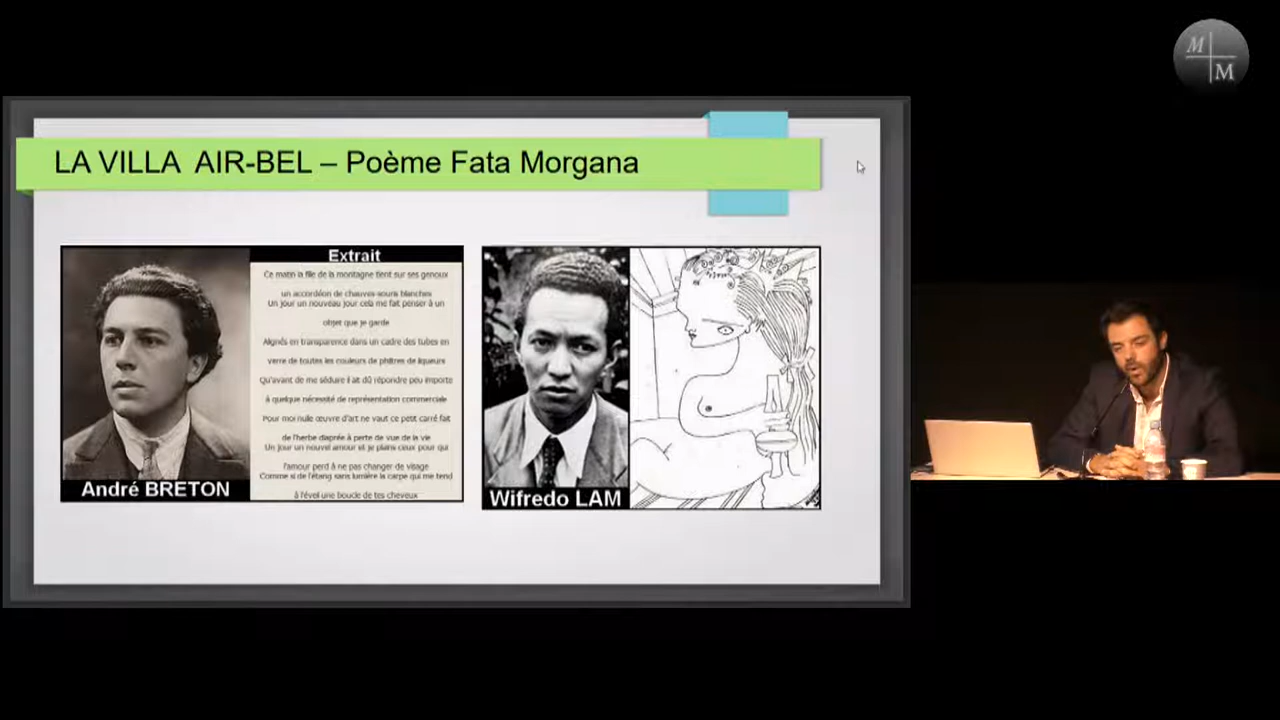 M
M
LA VILLA AIR-BEL – Poème Fata Morgana
Extrait
Ce matin la fille de la montagne tient sur ses genoux
un accordéon de chauves-souris blanches
Un jour un nouveau jour cela me fait penser à un
objet que je garde
Alignés en transparence dans un cadre des tubes en
verre de toutes les couleurs de philtres de liqueurs
Qu'avant de me séduire il ait dû répondre peu importe
à quelque nécessité de représentation commerciale
Pour moi nulle œuvre d'art ne vaut ce petit carré fait
de l'herbe diaprée à perte de vue de la vie
Un jour un nouvel amour et je plains ceux pour qui
l'amour perd à ne pas changer de visage
Comme si de l'étang sans lumière la carpe qui me tend
à l'éveil une boucle de tes cheveux
André BRETON
Wifredo LAM